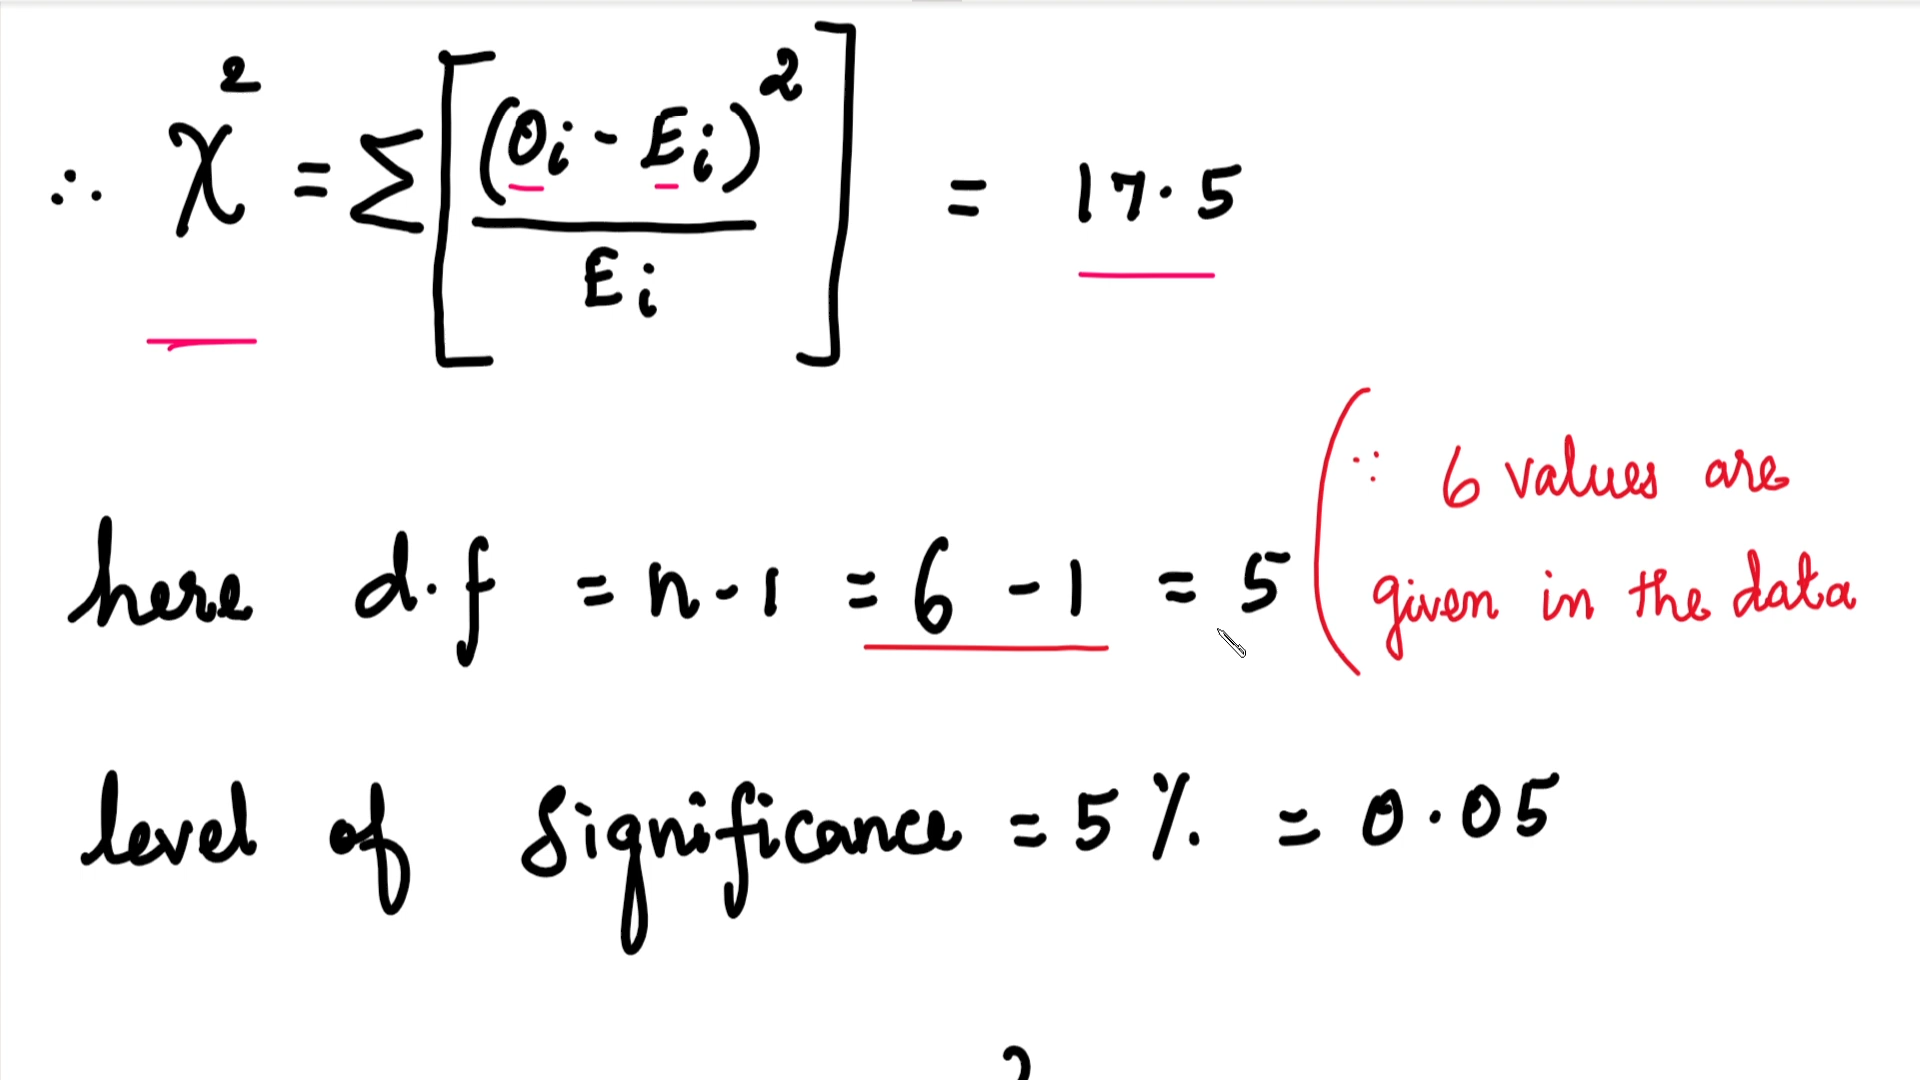 ∴ χ² = Σ[(Oi - Ei)² / Ei] = 17.5
∵ 6 values are
given in the data
here d.f = n-1 = 6 - 1 = 5
level of significance = 5 % = 0.05